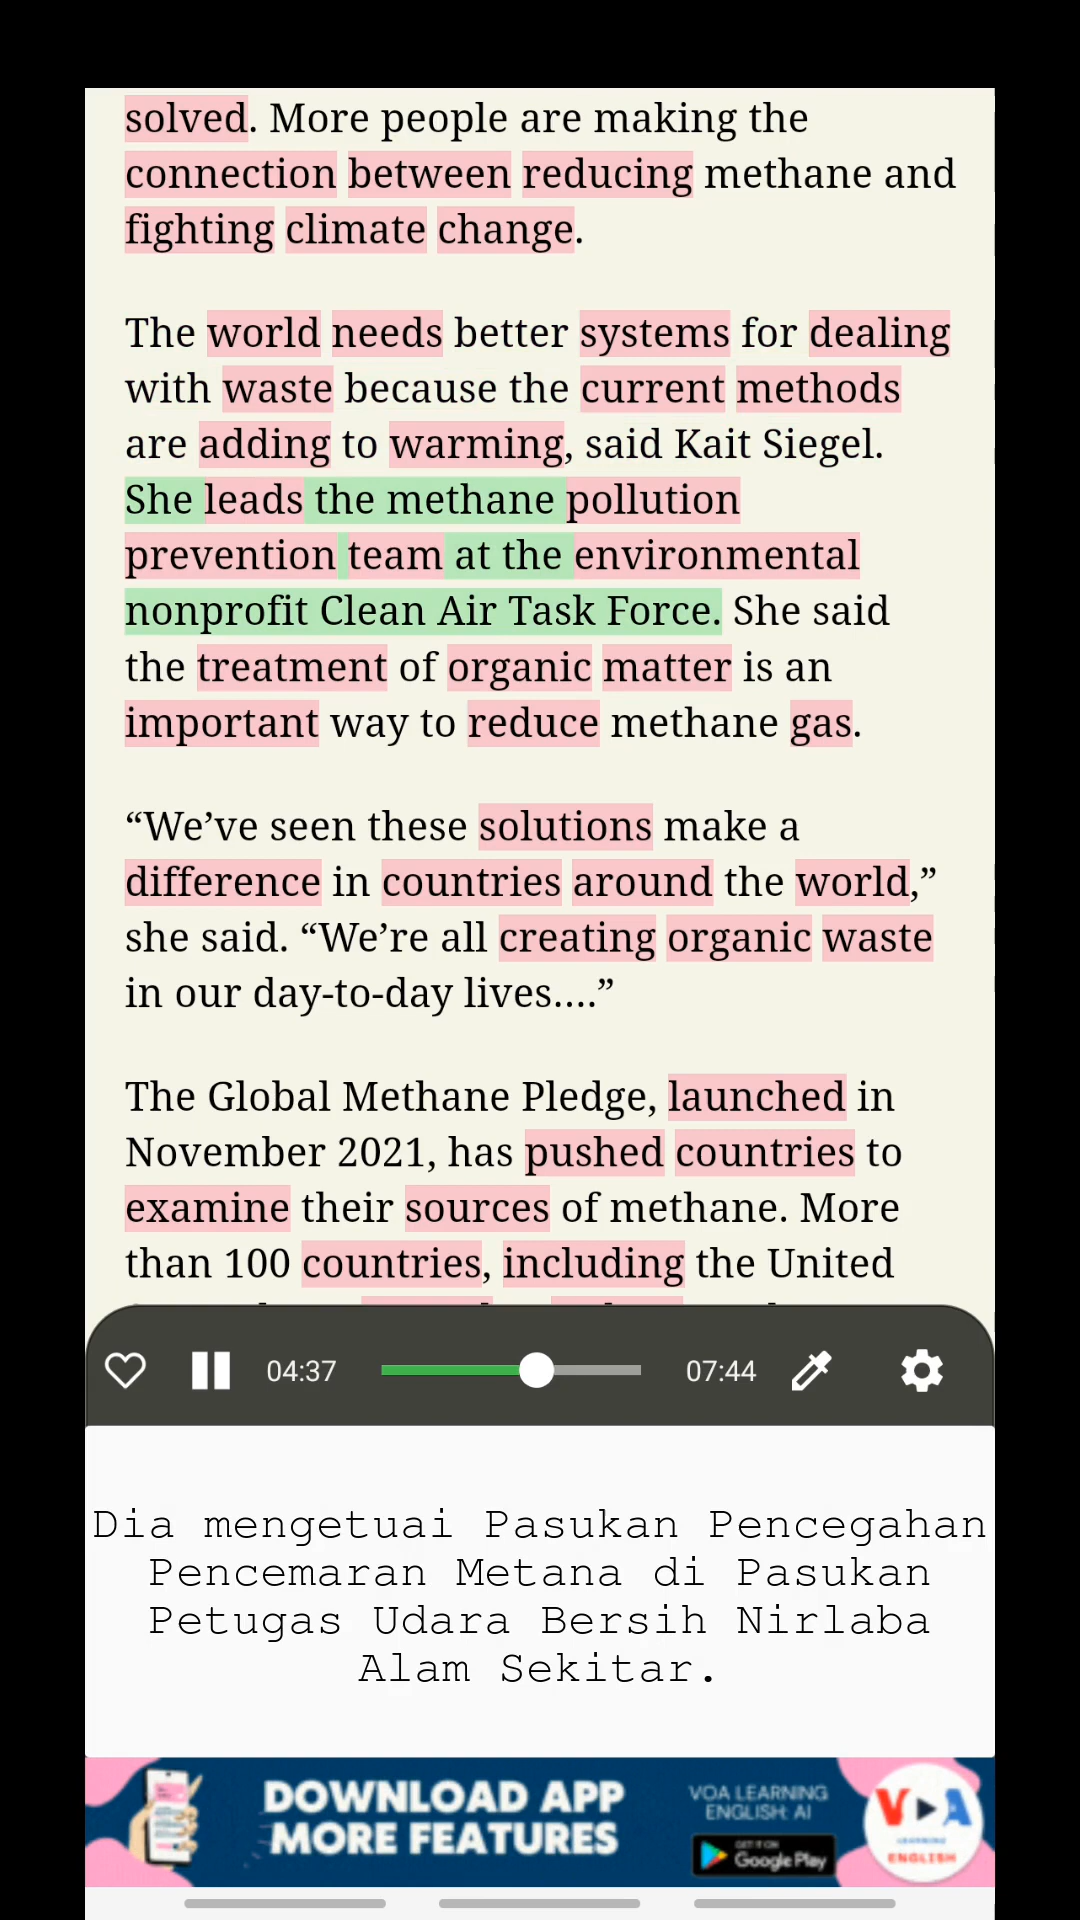 solved. More people are making the
connection between reducing methane and
fighting climate change.
The world needs better systems for dealing
with waste because the current methods
are adding to warming, said Kait Siegel.
She leads the methane pollution
prevention team at the environmental
nonprofit Clean Air Task Force. She said
the treatment of organic matter is an
important way to reduce methane gas.
“We’ve seen these solutions make a
difference in countries around the world,”
she said. “We’re all creating organic waste
in our day-to-day lives....”
The Global Methane Pledge, launched in
November 2021, has pushed countries to
examine their sources of methane. More
than 100 countries, including the United
04:37
07:44
Dia mengetuai Pasukan Pencegahan
Pencemaran Metana di Pasukan
Petugas Udara Bersih Nirlaba
Alam Sekitar.
DOWNLOAD APP
MORE FEATURES
VOA LEARNING
ENGLISH: AI
GET IT ON
Google Play
VOA
LEARNING
ENGLISH